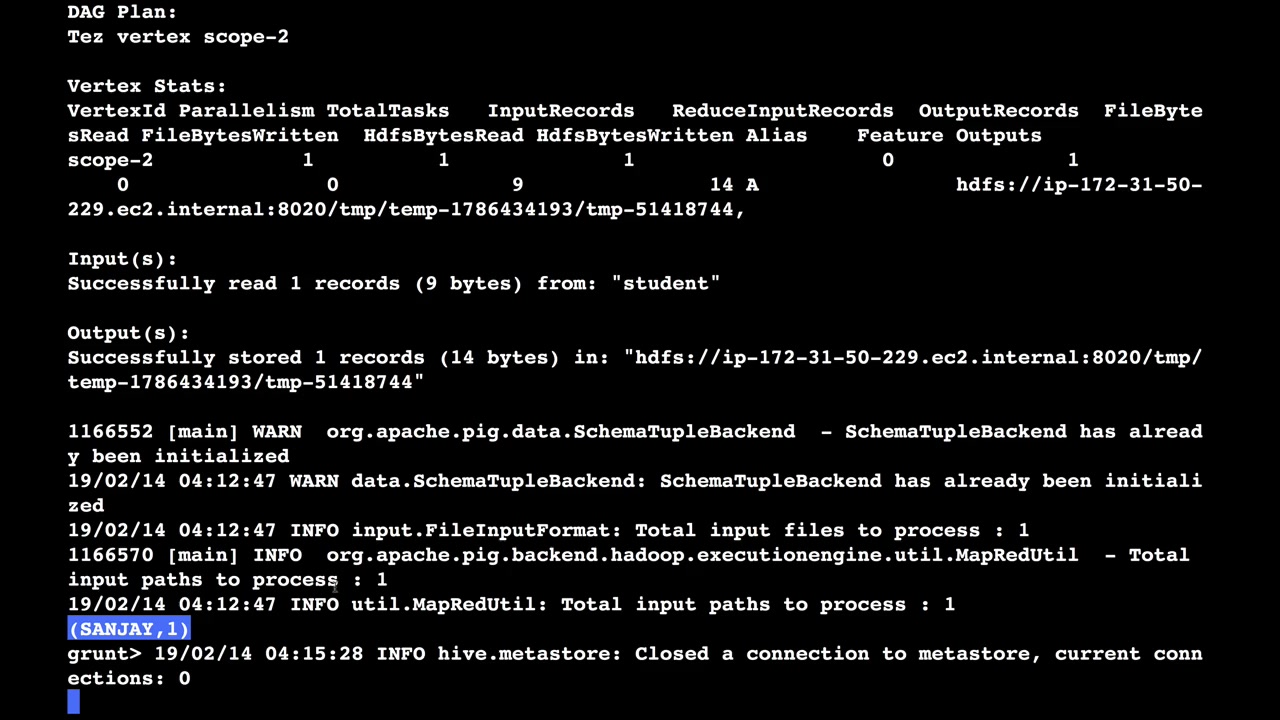 DAG Plan:
Tez vertex scope-2
Vertex Stats:
VertexId Parallelism TotalTasks   InputRecords   ReduceInputRecords  OutputRecords  FileByte
sRead FileBytesWritten  HdfsBytesRead HdfsBytesWritten Alias    Feature Outputs
scope-2            1          1              1                    0              1
    0                0              9               14 A                hdfs://ip-172-31-50-
229.ec2.internal:8020/tmp/temp-1786434193/tmp-51418744,
Input(s):
Successfully read 1 records (9 bytes) from: "student"
Output(s):
Successfully stored 1 records (14 bytes) in: "hdfs://ip-172-31-50-229.ec2.internal:8020/tmp/
temp-1786434193/tmp-51418744"
1166552 [main] WARN  org.apache.pig.data.SchemaTupleBackend  - SchemaTupleBackend has alread
y been initialized
19/02/14 04:12:47 WARN data.SchemaTupleBackend: SchemaTupleBackend has already been initiali
zed
19/02/14 04:12:47 INFO input.FileInputFormat: Total input files to process : 1
1166570 [main] INFO  org.apache.pig.backend.hadoop.executionengine.util.MapRedUtil  - Total
input paths to process : 1
19/02/14 04:12:47 INFO util.MapRedUtil: Total input paths to process : 1
(SANJAY,1)
grunt> 19/02/14 04:15:28 INFO hive.metastore: Closed a connection to metastore, current conn
ections: 0